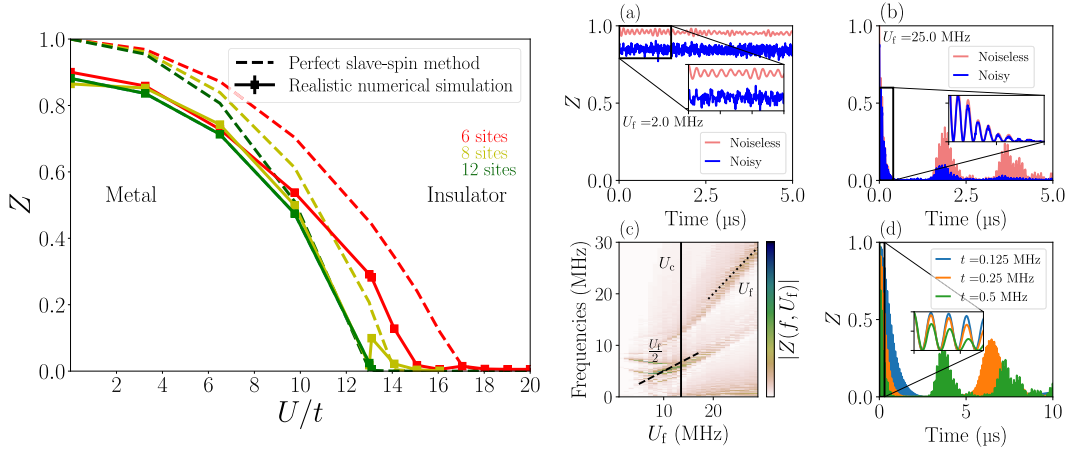 1.0
0.8
0.6
0.4
0.2
0.0
Z
2 4 6 8 10 12 14 16 18 20
U/t
Perfect slave-spin method
Realistic numerical simulation
6 sites
8 sites
12 sites
Metal
Insulator
(a)
1.0
0.5
0.0
Z
U_f = 2.0 MHz
Noiseless
Noisy
0.0 2.5 5.0
Time (µs)
(b)
1.0
0.5
0.0
U_f = 25.0 MHz
Noiseless
Noisy
0.0 2.5 5.0
Time (µs)
(c)
30
20
10
0
Frequencies (MHz)
U_c
U_f
U_f/2
10 20
U_f (MHz)
|Z(f, U_f)|
(d)
1.0
0.5
0.0
Z
t =0.125 MHz
t =0.25 MHz
t =0.5 MHz
0 5 10
Time (µs)